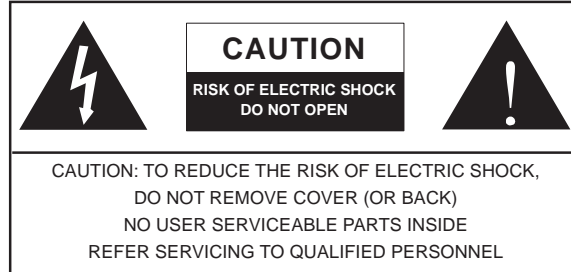 CAUTION
RISK OF ELECTRIC SHOCK
DO NOT OPEN
!
CAUTION: TO REDUCE THE RISK OF ELECTRIC SHOCK,
DO NOT REMOVE COVER (OR BACK)
NO USER SERVICEABLE PARTS INSIDE
REFER SERVICING TO QUALIFIED PERSONNEL